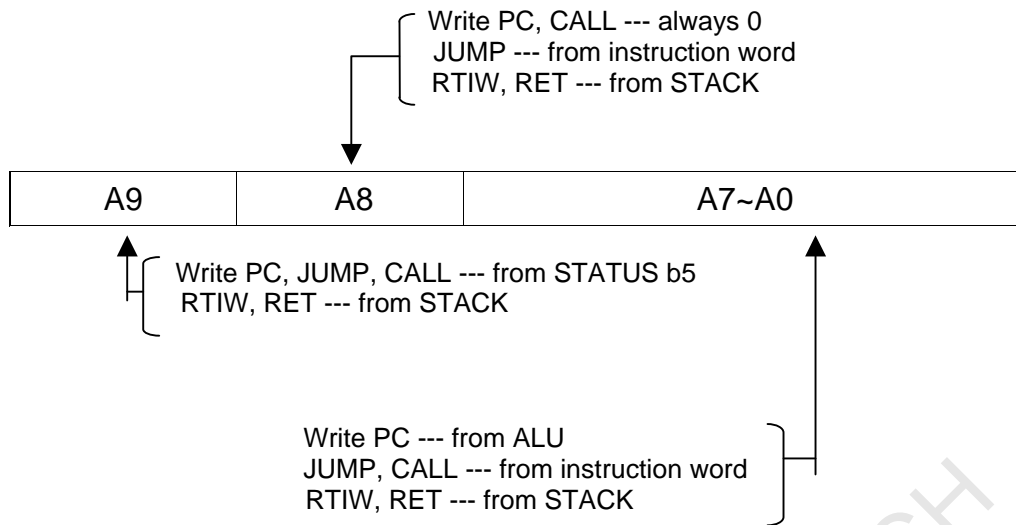 Write PC, CALL --- always 0
JUMP --- from instruction word
RTIW, RET --- from STACK
A9 A8 A7~A0
Write PC, JUMP, CALL --- from STATUS b5
RTIW, RET --- from STACK
Write PC --- from ALU
JUMP, CALL --- from instruction word
RTIW, RET --- from STACK
CH